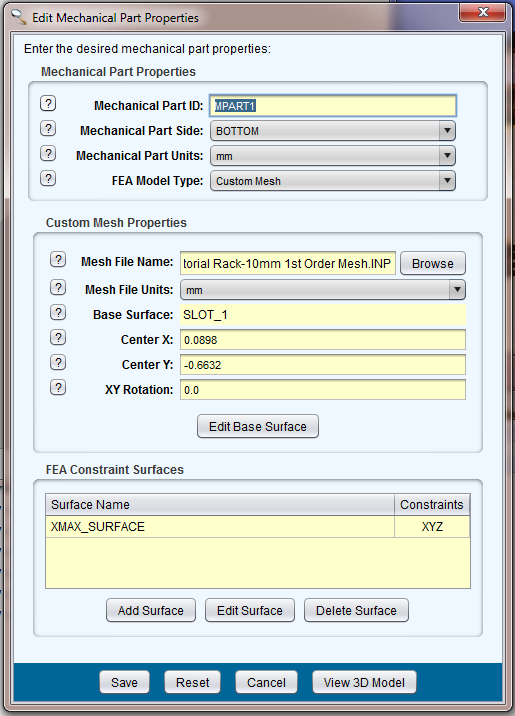 Edit Mechanical Part Properties
Enter the desired mechanical part properties:
Mechanical Part Properties
? Mechanical Part ID: MPART1
? Mechanical Part Side: BOTTOM
? Mechanical Part Units: mm
? FEA Model Type: Custom Mesh
Custom Mesh Properties
? Mesh File Name: torial Rack-10mm 1st Order Mesh.INP Browse
? Mesh File Units: mm
? Base Surface: SLOT_1
? Center X: 0.0898
? Center Y: -0.6632
? XY Rotation: 0.0
Edit Base Surface
FEA Constraint Surfaces
Surface Name Constraints
XMAX_SURFACE XYZ
Add Surface Edit Surface Delete Surface
Save Reset Cancel View 3D Model